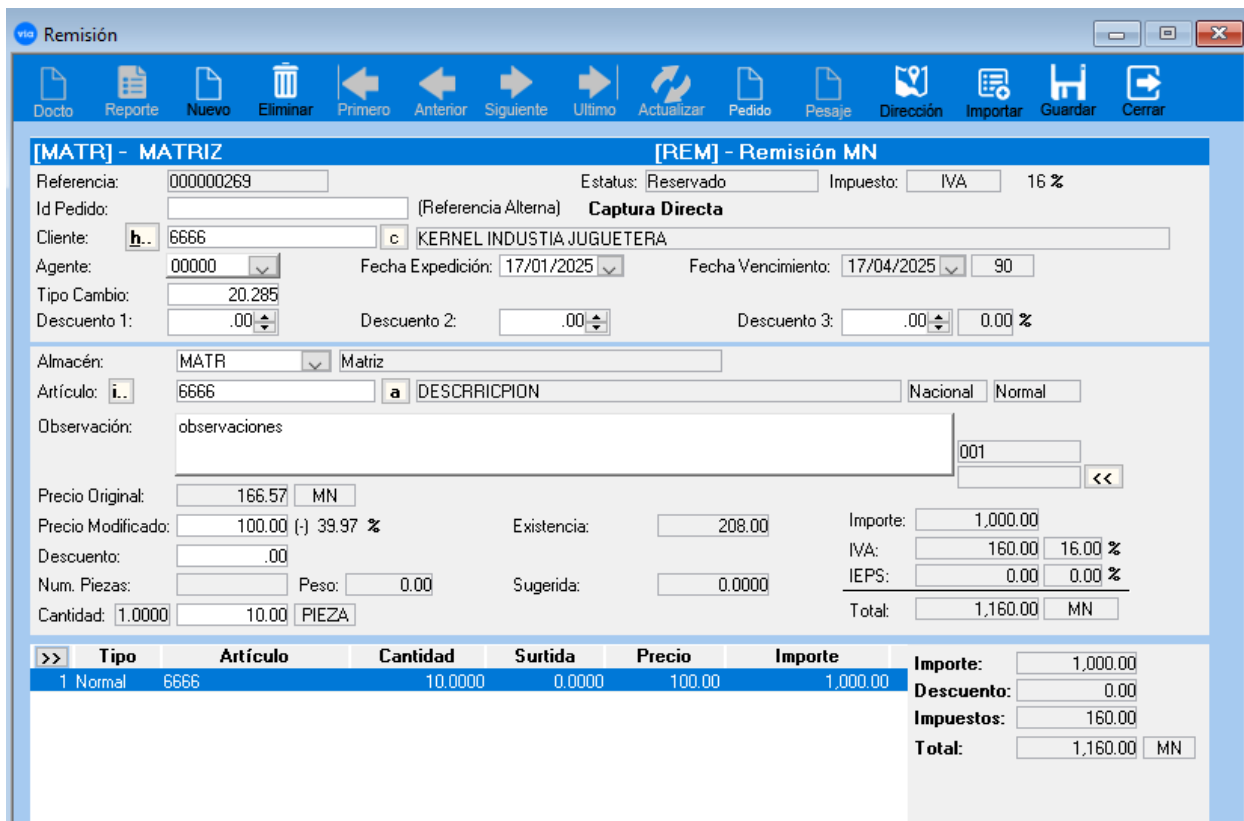 via Remisión
Docto Reporte Nuevo Eliminar Primero Anterior Siguiente Ultimo Actualizar Pedido Pesaje Dirección Importar Guardar Cerrar
[MATR] - MATRIZ [REM] - Remisión MN
Referencia: 000000269 Estatus: Reservado Impuesto: IVA 16 %
Id Pedido: (Referencia Alterna) Captura Directa
Cliente: h.. 6666 c KERNEL INDUSTIA JUGUETERA
Agente: 00000 Fecha Expedición: 17/01/2025 Fecha Vencimiento: 17/04/2025 90
Tipo Cambio: 20.285
Descuento 1: .00 Descuento 2: .00 Descuento 3: .00 0.00 %
Almacén: MATR Matriz
Artículo: i.. 6666 a DESCRRICPION Nacional Normal
Observación: observaciones
001
<<
Precio Original: 166.57 MN
Precio Modificado: 100.00 (-) 39.97 % Existencia: 208.00 Importe: 1,000.00
Descuento: .00 IVA: 160.00 16.00 %
Num. Piezas: Peso: 0.00 Sugerida: 0.0000 IEPS: 0.00 0.00 %
Cantidad: 1.0000 10.00 PIEZA Total: 1,160.00 MN
>> Tipo Artículo Cantidad Surtida Precio Importe
1 Normal 6666 10.0000 0.0000 100.00 1,000.00
Importe: 1,000.00
Descuento: 0.00
Impuestos: 160.00
Total: 1,160.00 MN